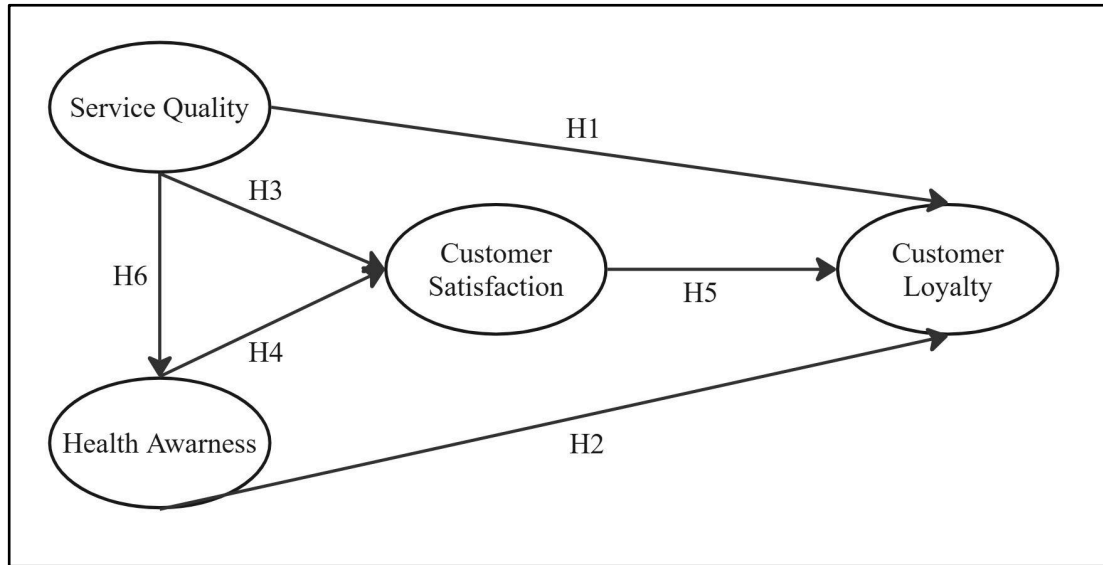 Service Quality
H1
H3
Customer
Satisfaction
Customer
Loyalty
H6
H5
H4
Health Awarness
H2